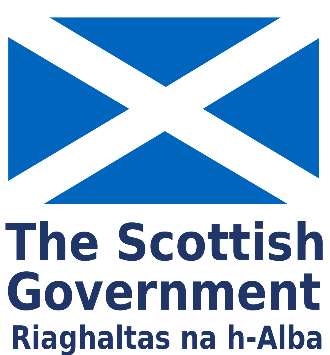 The Scottish
Government
Riaghaltas na h-Alba